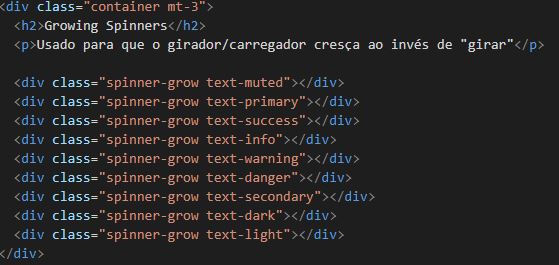 <div class="container mt-3">
<h2>Growing Spinners</h2>
<p>Usado para que o girador/carregador cresça ao invés de "girar"</p>
<div class="spinner-grow text-muted"></div>
<div class="spinner-grow text-primary"></div>
<div class="spinner-grow text-success"></div>
<div class="spinner-grow text-info"></div>
<div class="spinner-grow text-warning"></div>
<div class="spinner-grow text-danger"></div>
<div class="spinner-grow text-secondary"></div>
<div class="spinner-grow text-dark"></div>
<div class="spinner-grow text-light"></div>
</div>